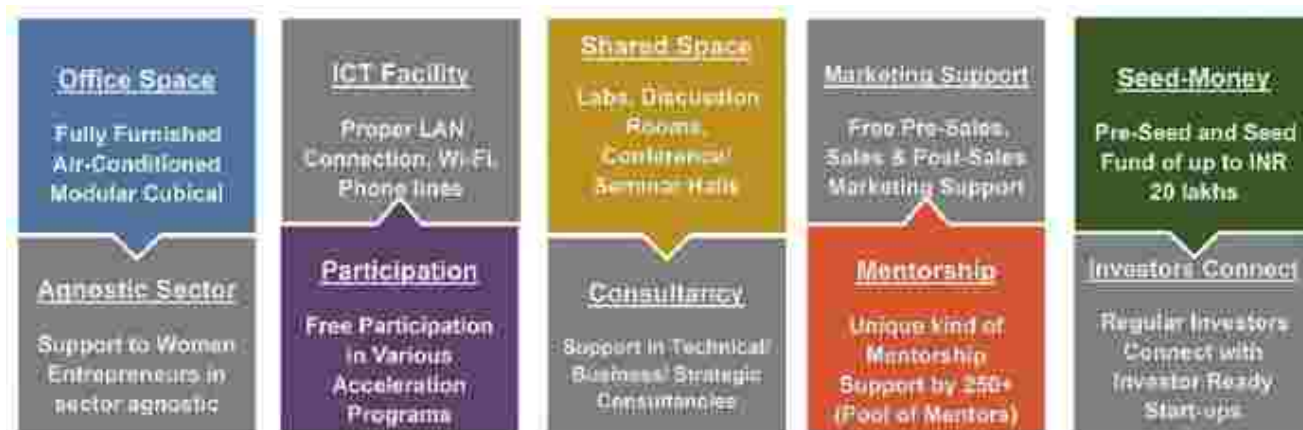 Office Space
Fully Furnished
Air-Conditioned
Modular Cubical
ICT Facility
Proper LAN
Connection, Wi-Fi,
Phone lines
Shared Space
Labs, Discussion
Rooms,
Conference/
Seminar Halls
Marketing Support
Free Pre-Sales,
Sales & Post-Sales
Marketing Support
Seed-Money
Pre-Seed and Seed
Fund of up to INR
20 lakhs
Agnostic Sector
Support to Women
Entrepreneurs in
sector agnostic
Participation
Free Participation
in Various
Acceleration
Programs
Consultancy
Support in Technical/
Business/ Strategic
Consultancies
Mentorship
Unique kind of
Mentorship
Support by 250+
(Pool of Mentors)
Investors Connect
Regular Investors
Connect with
Investor Ready
Start-ups